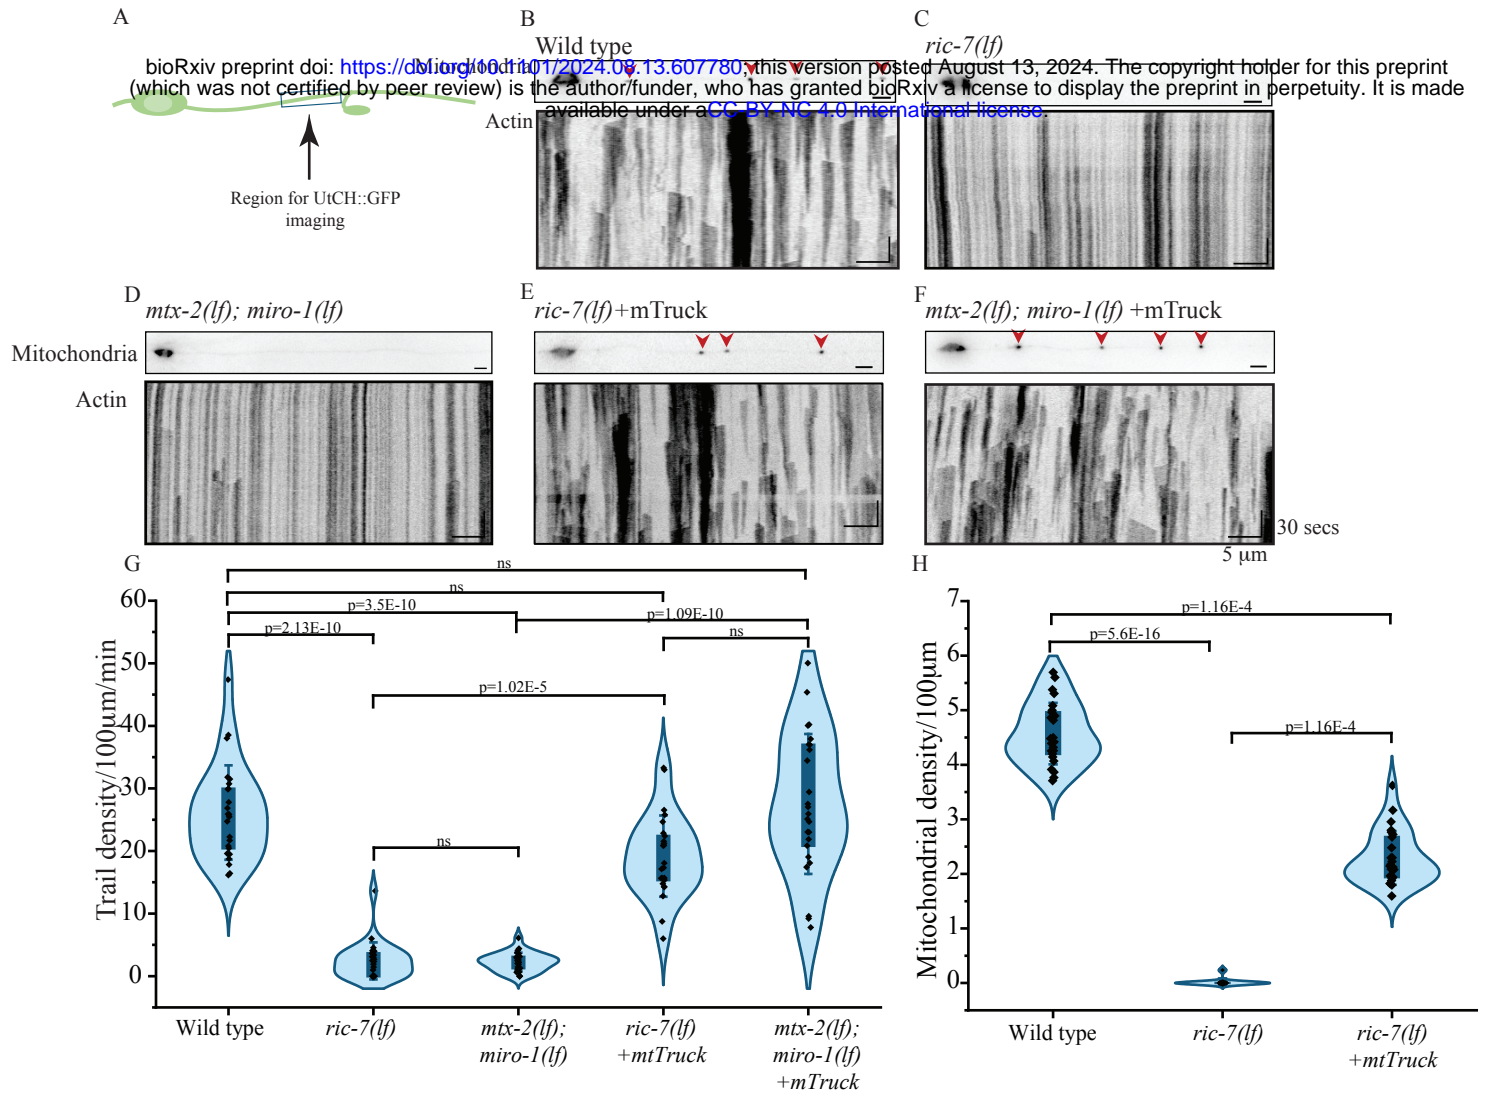 A
B
C
Wild type
ric-7(lf)
bioRxiv preprint doi: https://doi.org/10.1101/2024.08.13.607780; this version posted August 13, 2024. The copyright holder for this preprint
(which was not certified by peer review) is the author/funder, who has granted bioRxiv a license to display the preprint in perpetuity. It is made
available under aCC-BY-NC 4.0 International license.
Mitochondria
Actin
Region for UtCH::GFP
imaging
D
E
F
mtx-2(lf); miro-1(lf)
ric-7(lf)+mTruck
mtx-2(lf); miro-1(lf) +mTruck
Mitochondria
Actin
30 secs
5 µm
G
ns
ns
p=3.5E-10
p=1.09E-10
p=2.13E-10
ns
p=1.02E-5
ns
Trail density/100µm/min
60
50
40
30
20
10
0
Wild type
ric-7(lf)
mtx-2(lf);
miro-1(lf)
ric-7(lf)
+mtTruck
mtx-2(lf);
miro-1(lf)
+mTruck
H
p=1.16E-4
p=5.6E-16
p=1.16E-4
Mitochondrial density/100µm
7
6
5
4
3
2
1
0
Wild type
ric-7(lf)
ric-7(lf)
+mtTruck